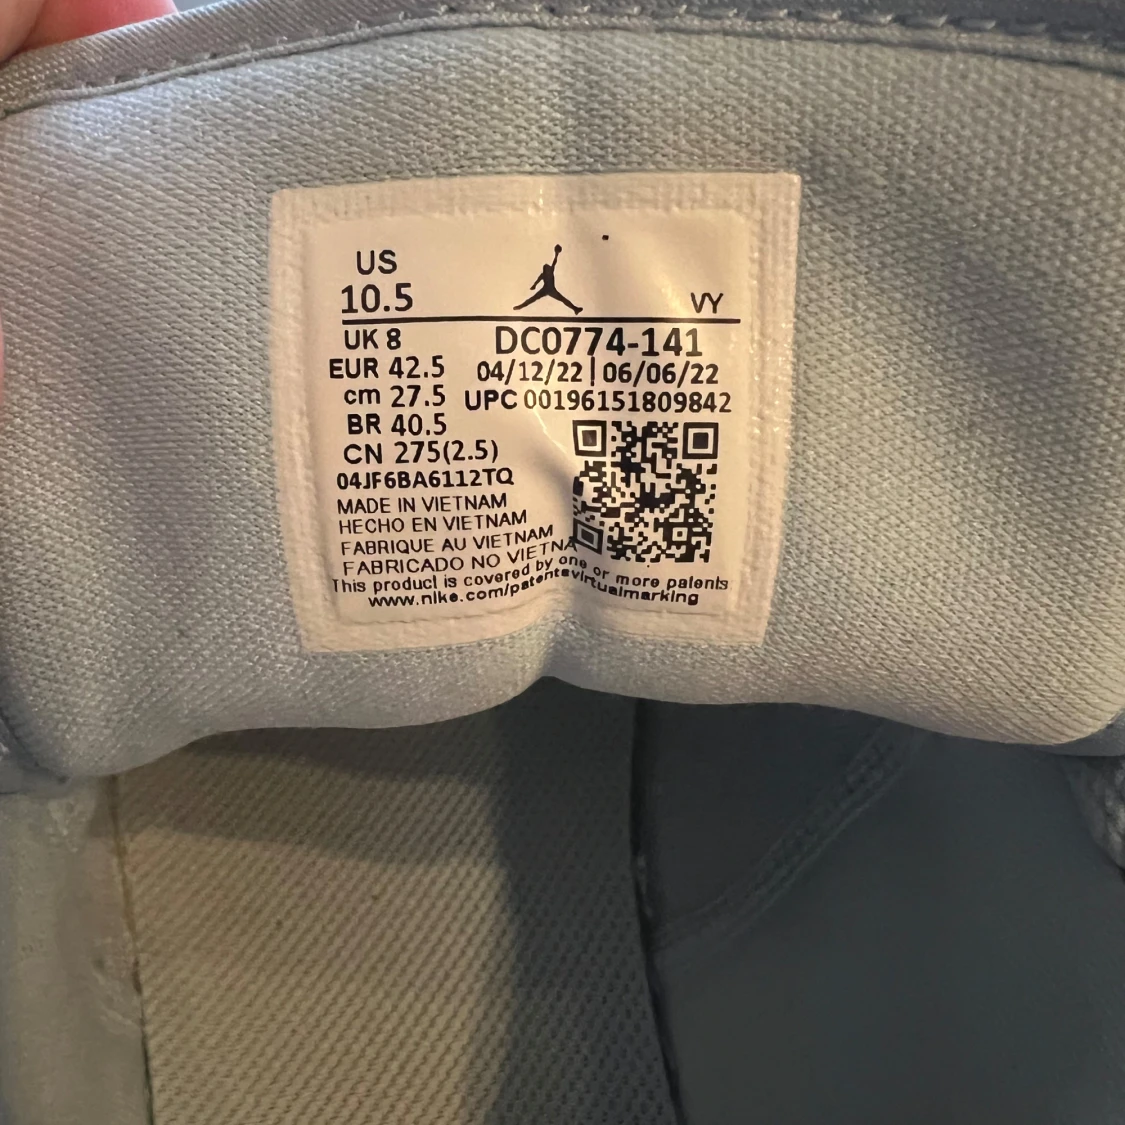 US
10.5
VY
UK 8
DC0774-141
EUR 42.5
04/12/22 | 06/06/22
cm 27.5
UPC 00196151809842
BR 40.5
CN 275(2.5)
04JF6BA6112TQ
MADE IN VIETNAM
HECHO EN VIETNAM
FABRIQUE AU VIETNAM
FABRICADO NO VIETNA
This product is covered by one or more patents
www.nike.com/patentsvirtualmarking